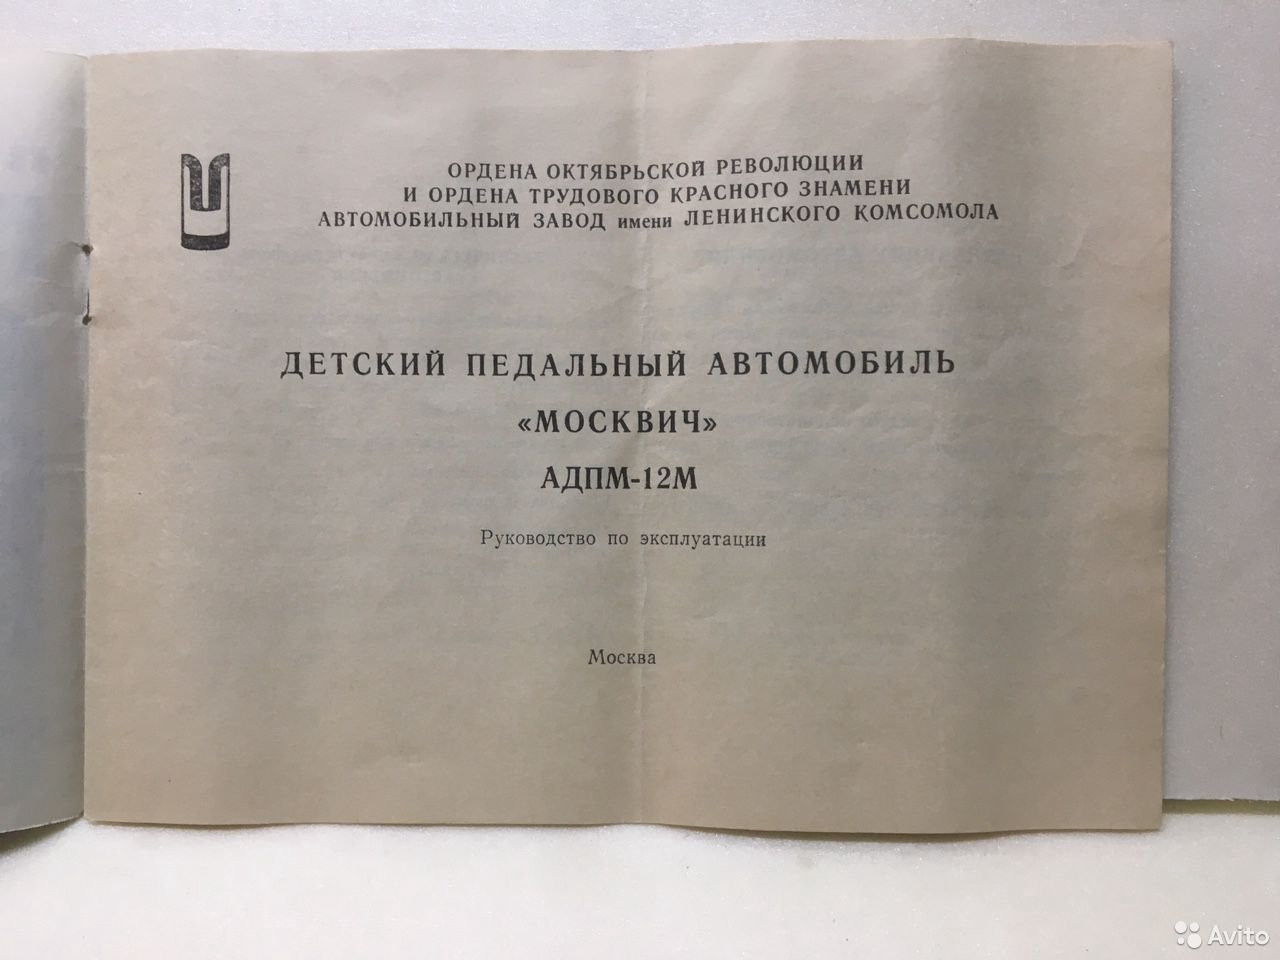 ОРДЕНА ОКТЯБРЬСКОЙ РЕВОЛЮЦИИ
И ОРДЕНА ТРУДОВОГО КРАСНОГО ЗНАМЕНИ
АВТОМОБИЛЬНЫЙ ЗАВОД имени ЛЕНИНСКОГО КОМСОМОЛА
ДЕТСКИЙ ПЕДАЛЬНЫЙ АВТОМОБИЛЬ
«МОСКВИЧ»
АДПМ-12М
Руководство по эксплуатации
Москва
Avito